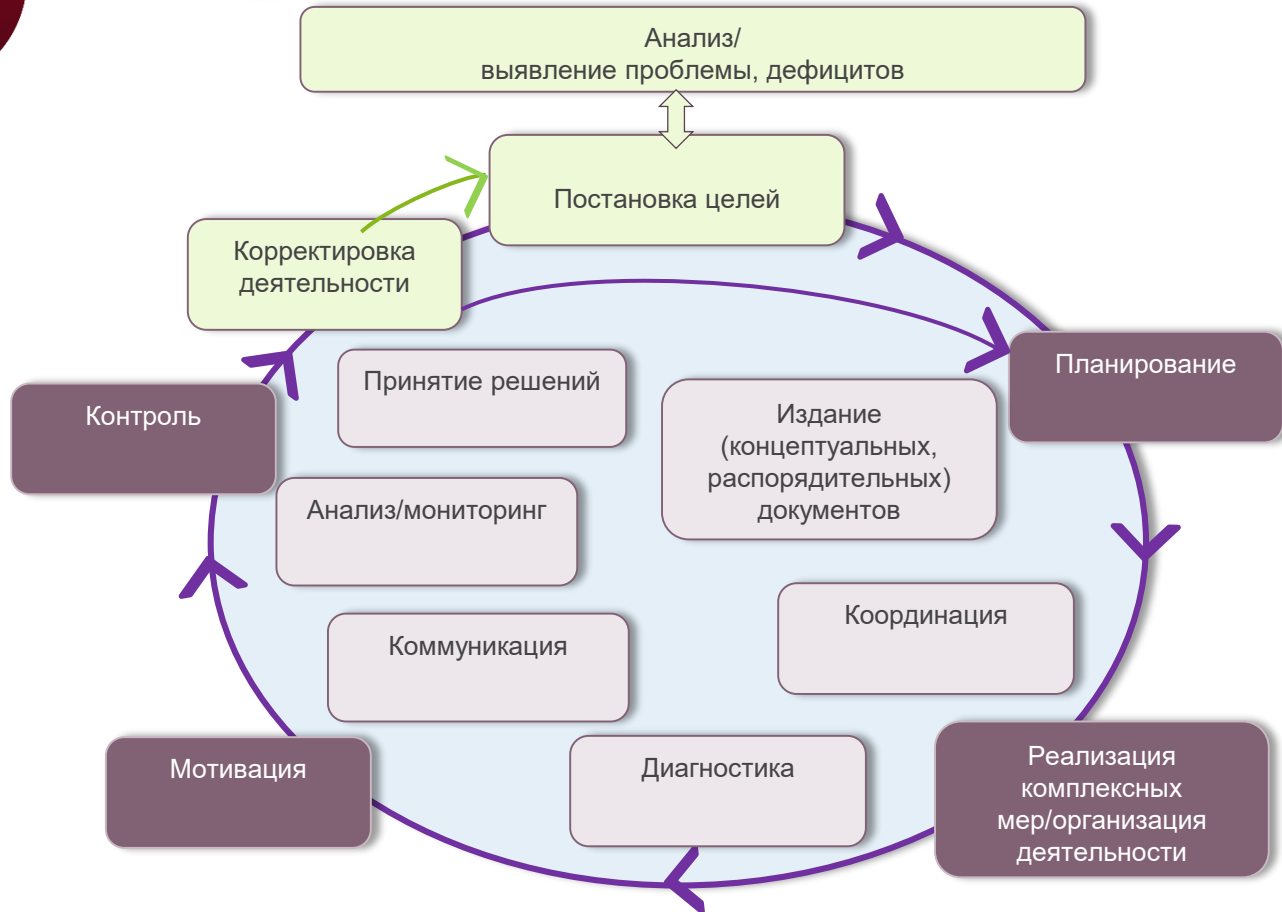 Анализ/
выявление проблемы, дефицитов
Постановка целей
Корректировка
деятельности
Планирование
Принятие решений
Контроль
Издание
(концептуальных,
распорядительных)
документов
Анализ/мониторинг
Координация
Коммуникация
Мотивация
Диагностика
Реализация
комплексных
мер/организация
деятельности